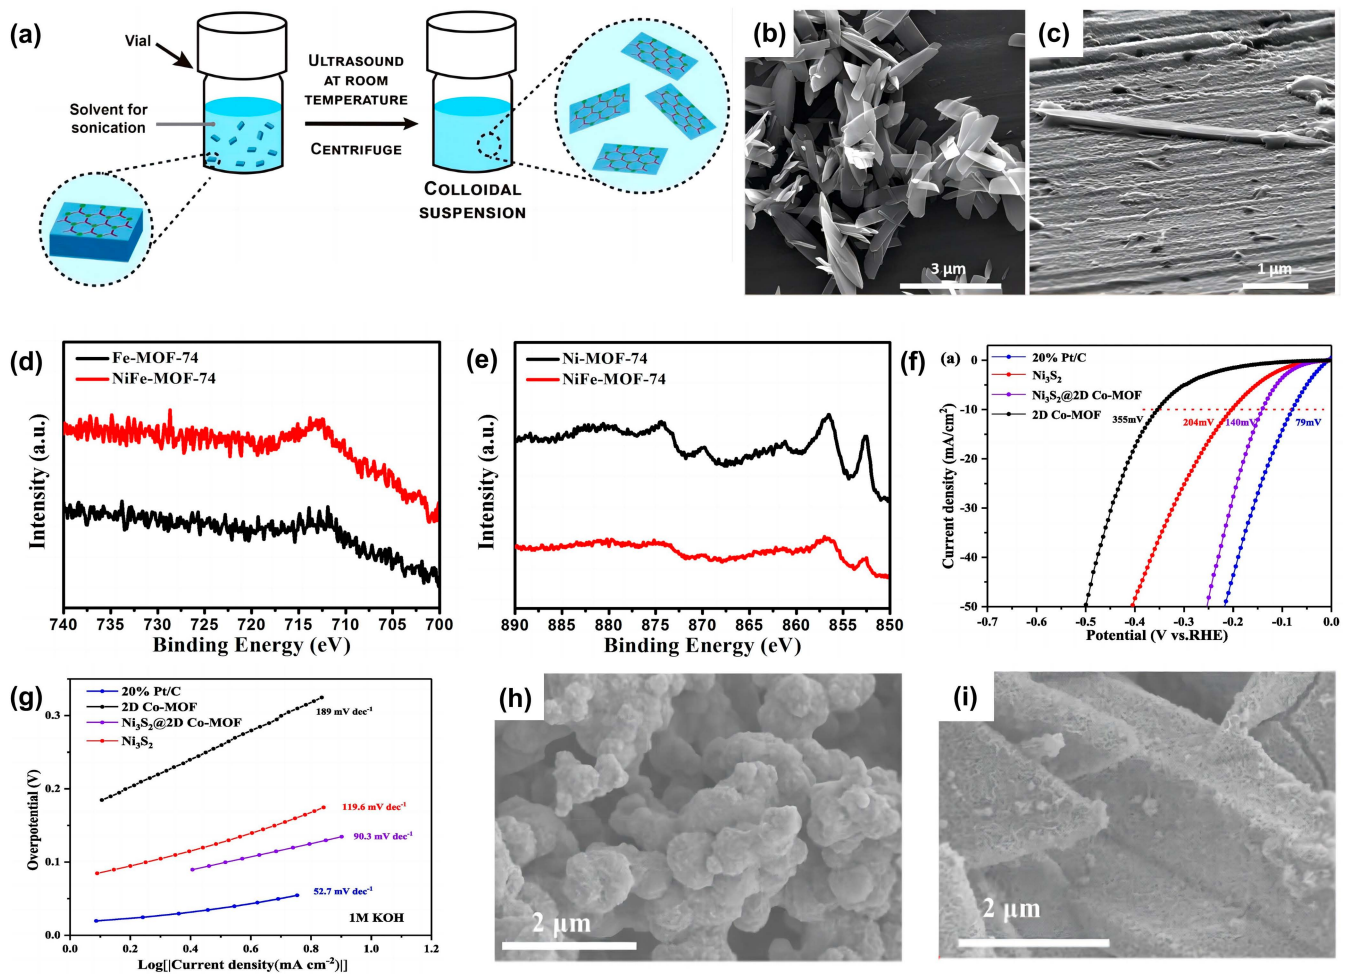 (a)
Vial
Solvent for
sonication
ULTRASOUND
AT ROOM
TEMPERATURE
CENTRIFUGE
COLLOIDAL
SUSPENSION
(b)
3 μm
(c)
1 μm
(d)
Fe-MOF-74
NiFe-MOF-74
Intensity (a.u.)
740 735 730 725 720 715 710 705 700
Binding Energy (eV)
(e)
Ni-MOF-74
NiFe-MOF-74
Intensity (a.u.)
890 885 880 875 870 865 860 855 850
Binding Energy (eV)
(f)
(a)
20% Pt/C
Ni₃S₂
Ni₃S₂@2D Co-MOF
2D Co-MOF
355mV
204mV
140mV
79mV
Current density (mA/cm²)
0
-10
-20
-30
-40
-50
-0.7 -0.6 -0.5 -0.4 -0.3 -0.2 -0.1 0.0
Potential (V vs.RHE)
(g)
20% Pt/C
2D Co-MOF
Ni₃S₂@2D Co-MOF
Ni₃S₂
189 mV dec⁻¹
119.6 mV dec⁻¹
90.3 mV dec⁻¹
52.7 mV dec⁻¹
1M KOH
Overpotential (V)
0.3
0.2
0.1
0.0
0.0 0.2 0.4 0.6 0.8 1.0 1.2
Log[|Current density(mA cm⁻²)|]
(h)
2 μm
(i)
2 μm